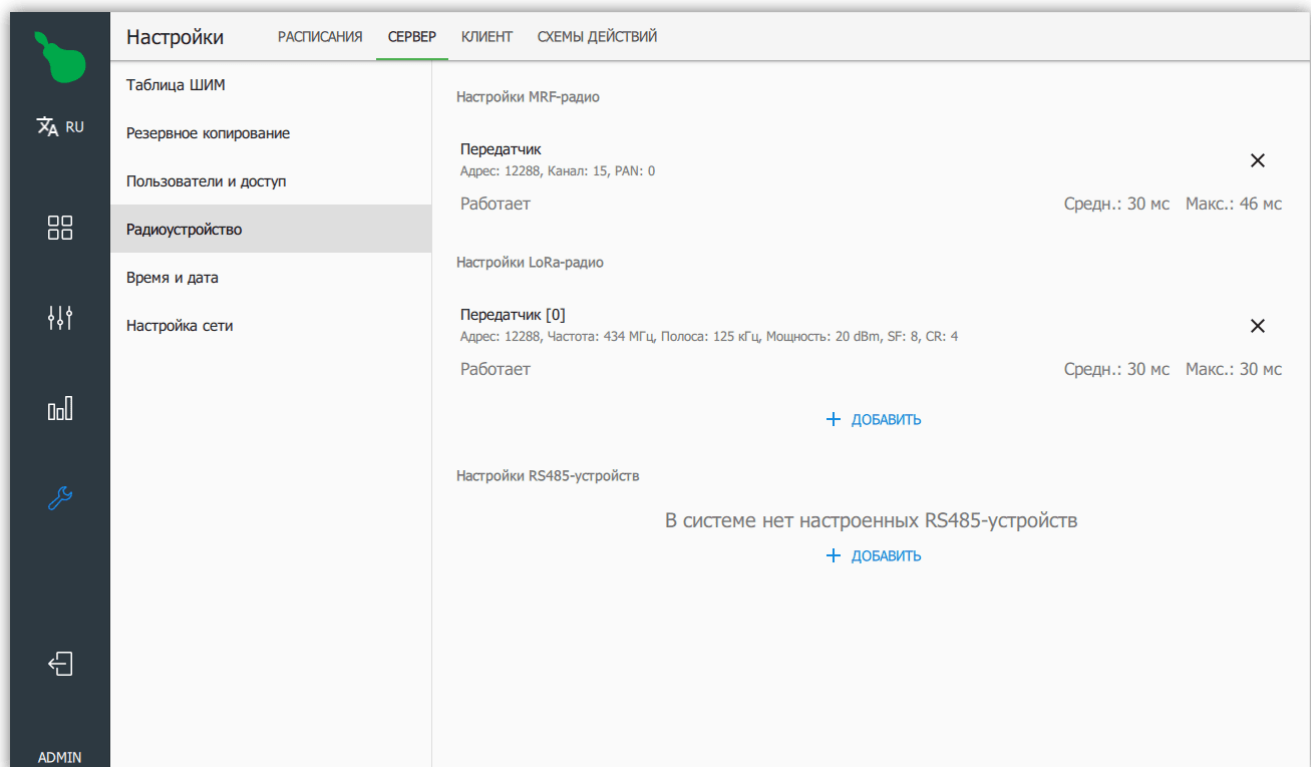 Настройки
РАСПИСАНИЯ
СЕРВЕР
КЛИЕНТ
СХЕМЫ ДЕЙСТВИЙ
RU
ADMIN
Таблица ШИМ
Резервное копирование
Пользователи и доступ
Радиоустройство
Время и дата
Настройка сети
Настройки MRF-радио
Передатчик
Адрес: 12288, Канал: 15, PAN: 0
Работает
Средн.: 30 мс Макс.: 46 мс
Настройки LoRa-радио
Передатчик [0]
Адрес: 12288, Частота: 434 МГц, Полоса: 125 кГц, Мощность: 20 dBm, SF: 8, CR: 4
Работает
Средн.: 30 мс Макс.: 30 мс
+ ДОБАВИТЬ
Настройки RS485-устройств
В системе нет настроенных RS485-устройств
+ ДОБАВИТЬ